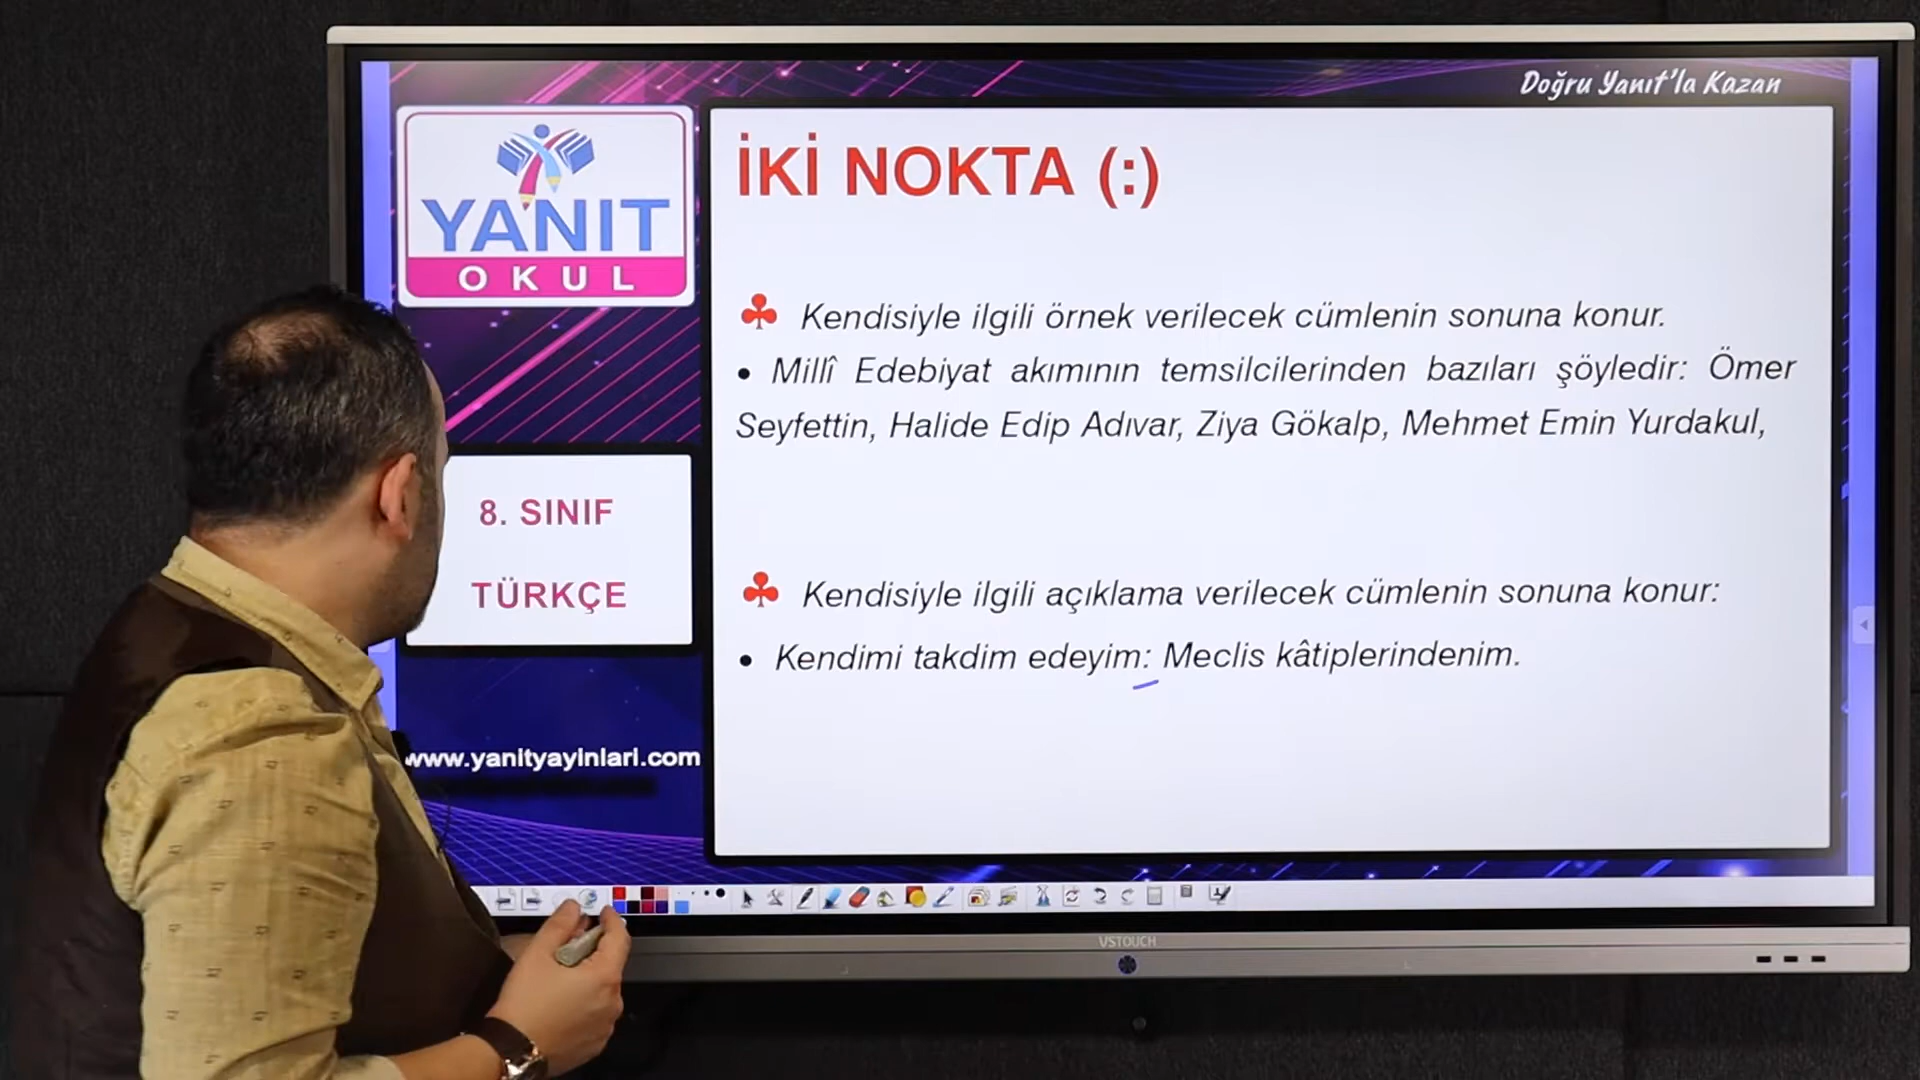 Doğru Yanıt'la Kazan
YANIT
OKUL
İKİ NOKTA (:)
♣ Kendisiyle ilgili örnek verilecek cümlenin sonuna konur.
• Millî Edebiyat akımının temsilcilerinden bazıları şöyledir: Ömer
Seyfettin, Halide Edip Adıvar, Ziya Gökalp, Mehmet Emin Yurdakul,
8. SINIF
TÜRKÇE
♣ Kendisiyle ilgili açıklama verilecek cümlenin sonuna konur:
• Kendimi takdim edeyim: Meclis kâtiplerindenim.
www.yanityayinlari.com
VSTOUCH